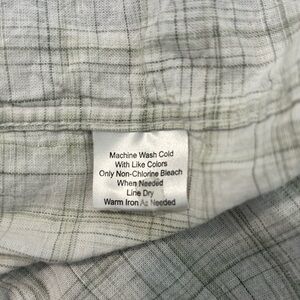 Machine Wash Cold
With Like Colors
Only Non-Chlorine Bleach
When Needed
Line Dry
Warm Iron As Needed